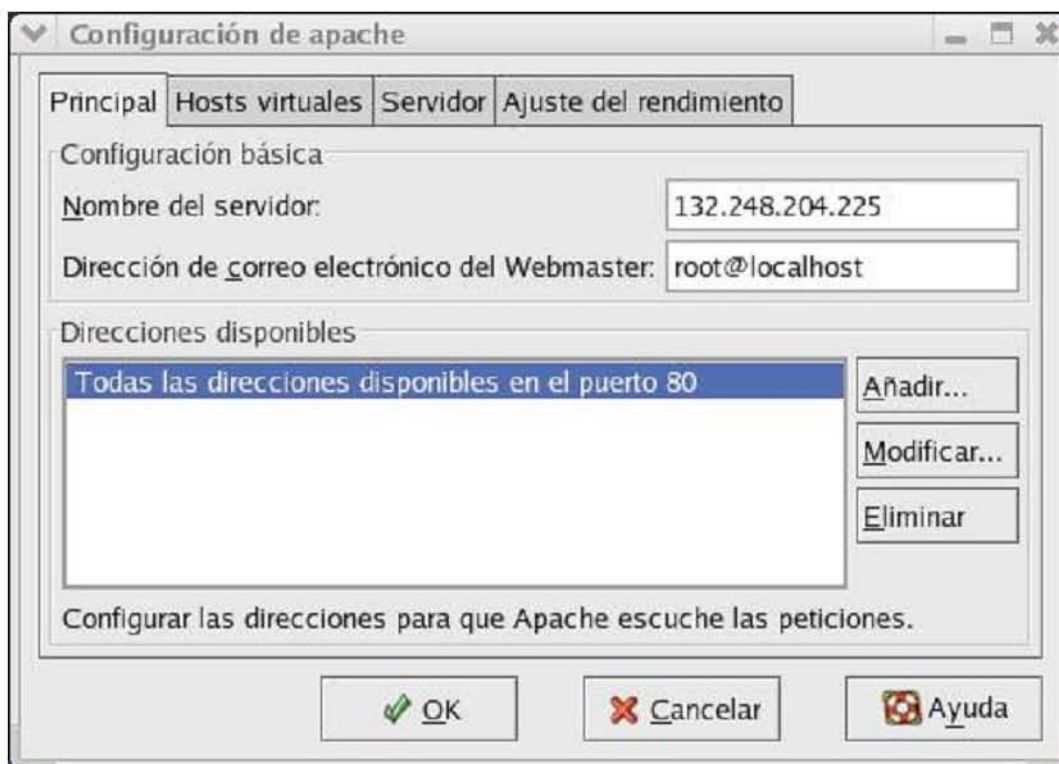 Configuración de apache
Principal Hosts virtuales Servidor Ajuste del rendimiento
Configuración básica
Nombre del servidor: 132.248.204.225
Dirección de correo electrónico del Webmaster: root@localhost
Direcciones disponibles
Todas las direcciones disponibles en el puerto 80
Añadir...
Modificar...
Eliminar
Configurar las direcciones para que Apache escuche las peticiones.
OK Cancelar Ayuda